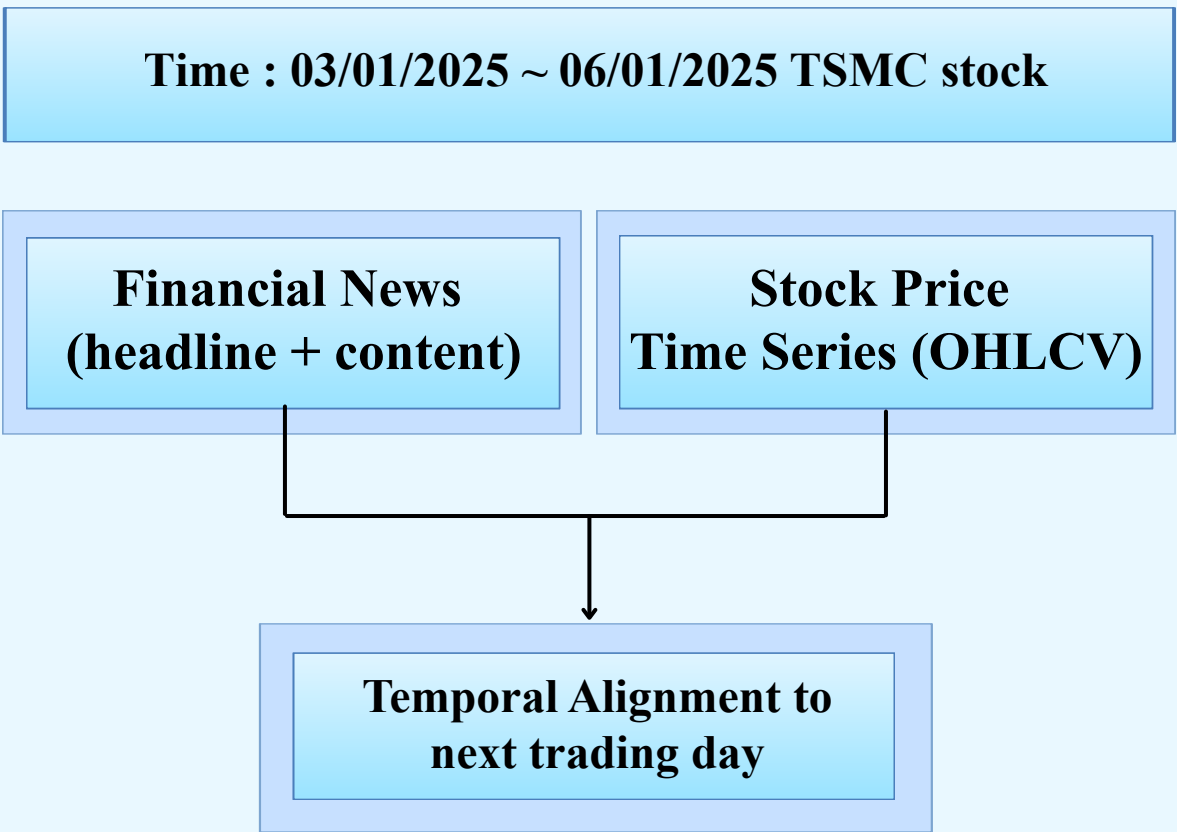 Time : 03/01/2025 ~ 06/01/2025 TSMC stock
Financial News
(headline + content)
Stock Price
Time Series (OHLCV)
Temporal Alignment to
next trading day